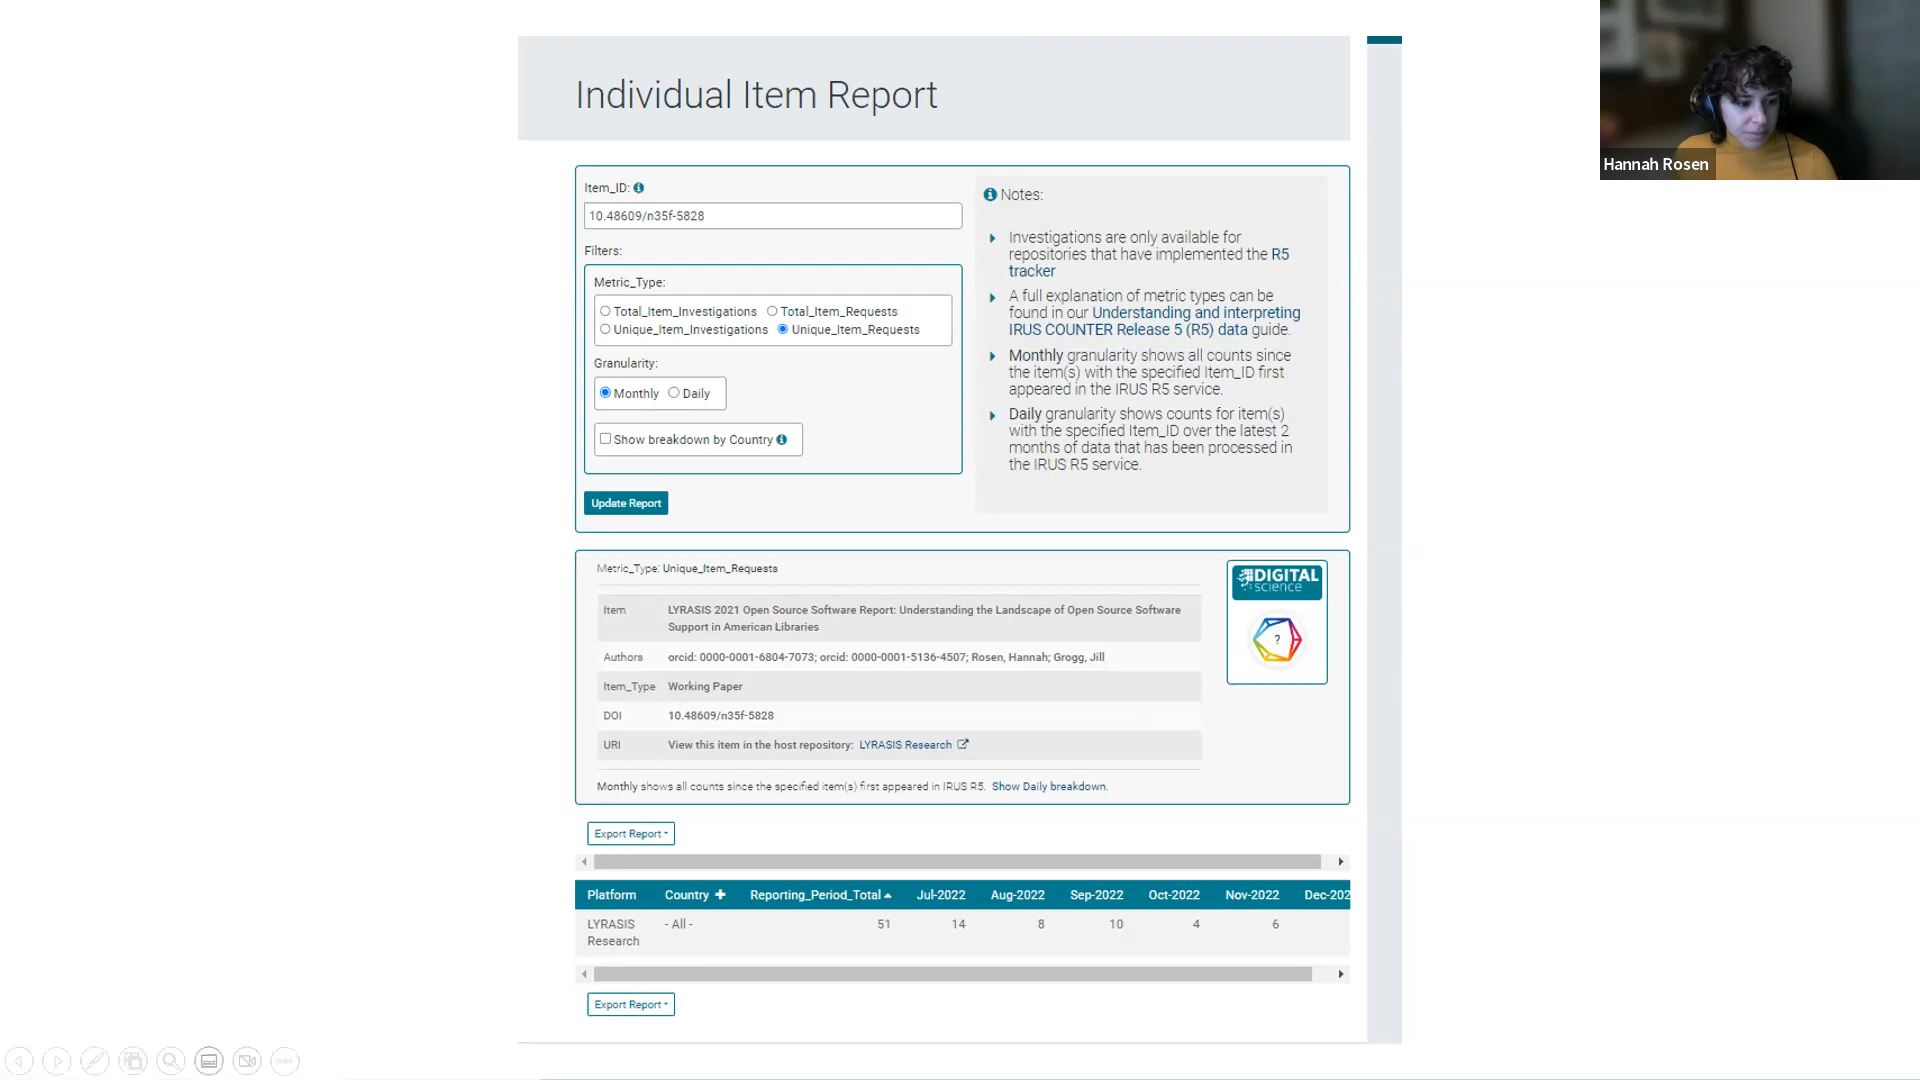 Individual Item Report
Hannah Rosen
Item_ID:
10.48609/n35f-5828
Filters:
Metric_Type:
Total_Item_Investigations Total_Item_Requests
Unique_Item_Investigations Unique_Item_Requests
Granularity:
Monthly Daily
Show breakdown by Country
Update Report
Notes:
Investigations are only available for
repositories that have implemented the R5
tracker
A full explanation of metric types can be
found in our Understanding and interpreting
IRUS COUNTER Release 5 (R5) data guide.
Monthly granularity shows all counts since
the item(s) with the specified Item_ID first
appeared in the IRUS R5 service.
Daily granularity shows counts for item(s)
with the specified Item_ID over the latest 2
months of data that has been processed in
the IRUS R5 service.
Metric_Type: Unique_Item_Requests
Item LYRASIS 2021 Open Source Software Report: Understanding the Landscape of Open Source Software
Support in American Libraries
Authors orcid: 0000-0001-6804-7073; orcid: 0000-0001-5136-4507; Rosen, Hannah; Grogg, Jill
Item_Type Working Paper
DOI 10.48609/n35f-5828
URI View this item in the host repository: LYRASIS Research
Monthly shows all counts since the specified item(s) first appeared in IRUS R5. Show Daily breakdown.
DIGITAL
science
?
Export Report
Platform Country Reporting_Period_Total Jul-2022 Aug-2022 Sep-2022 Oct-2022 Nov-2022 Dec-202
LYRASIS - All - 51 14 8 10 4 6
Research
Export Report